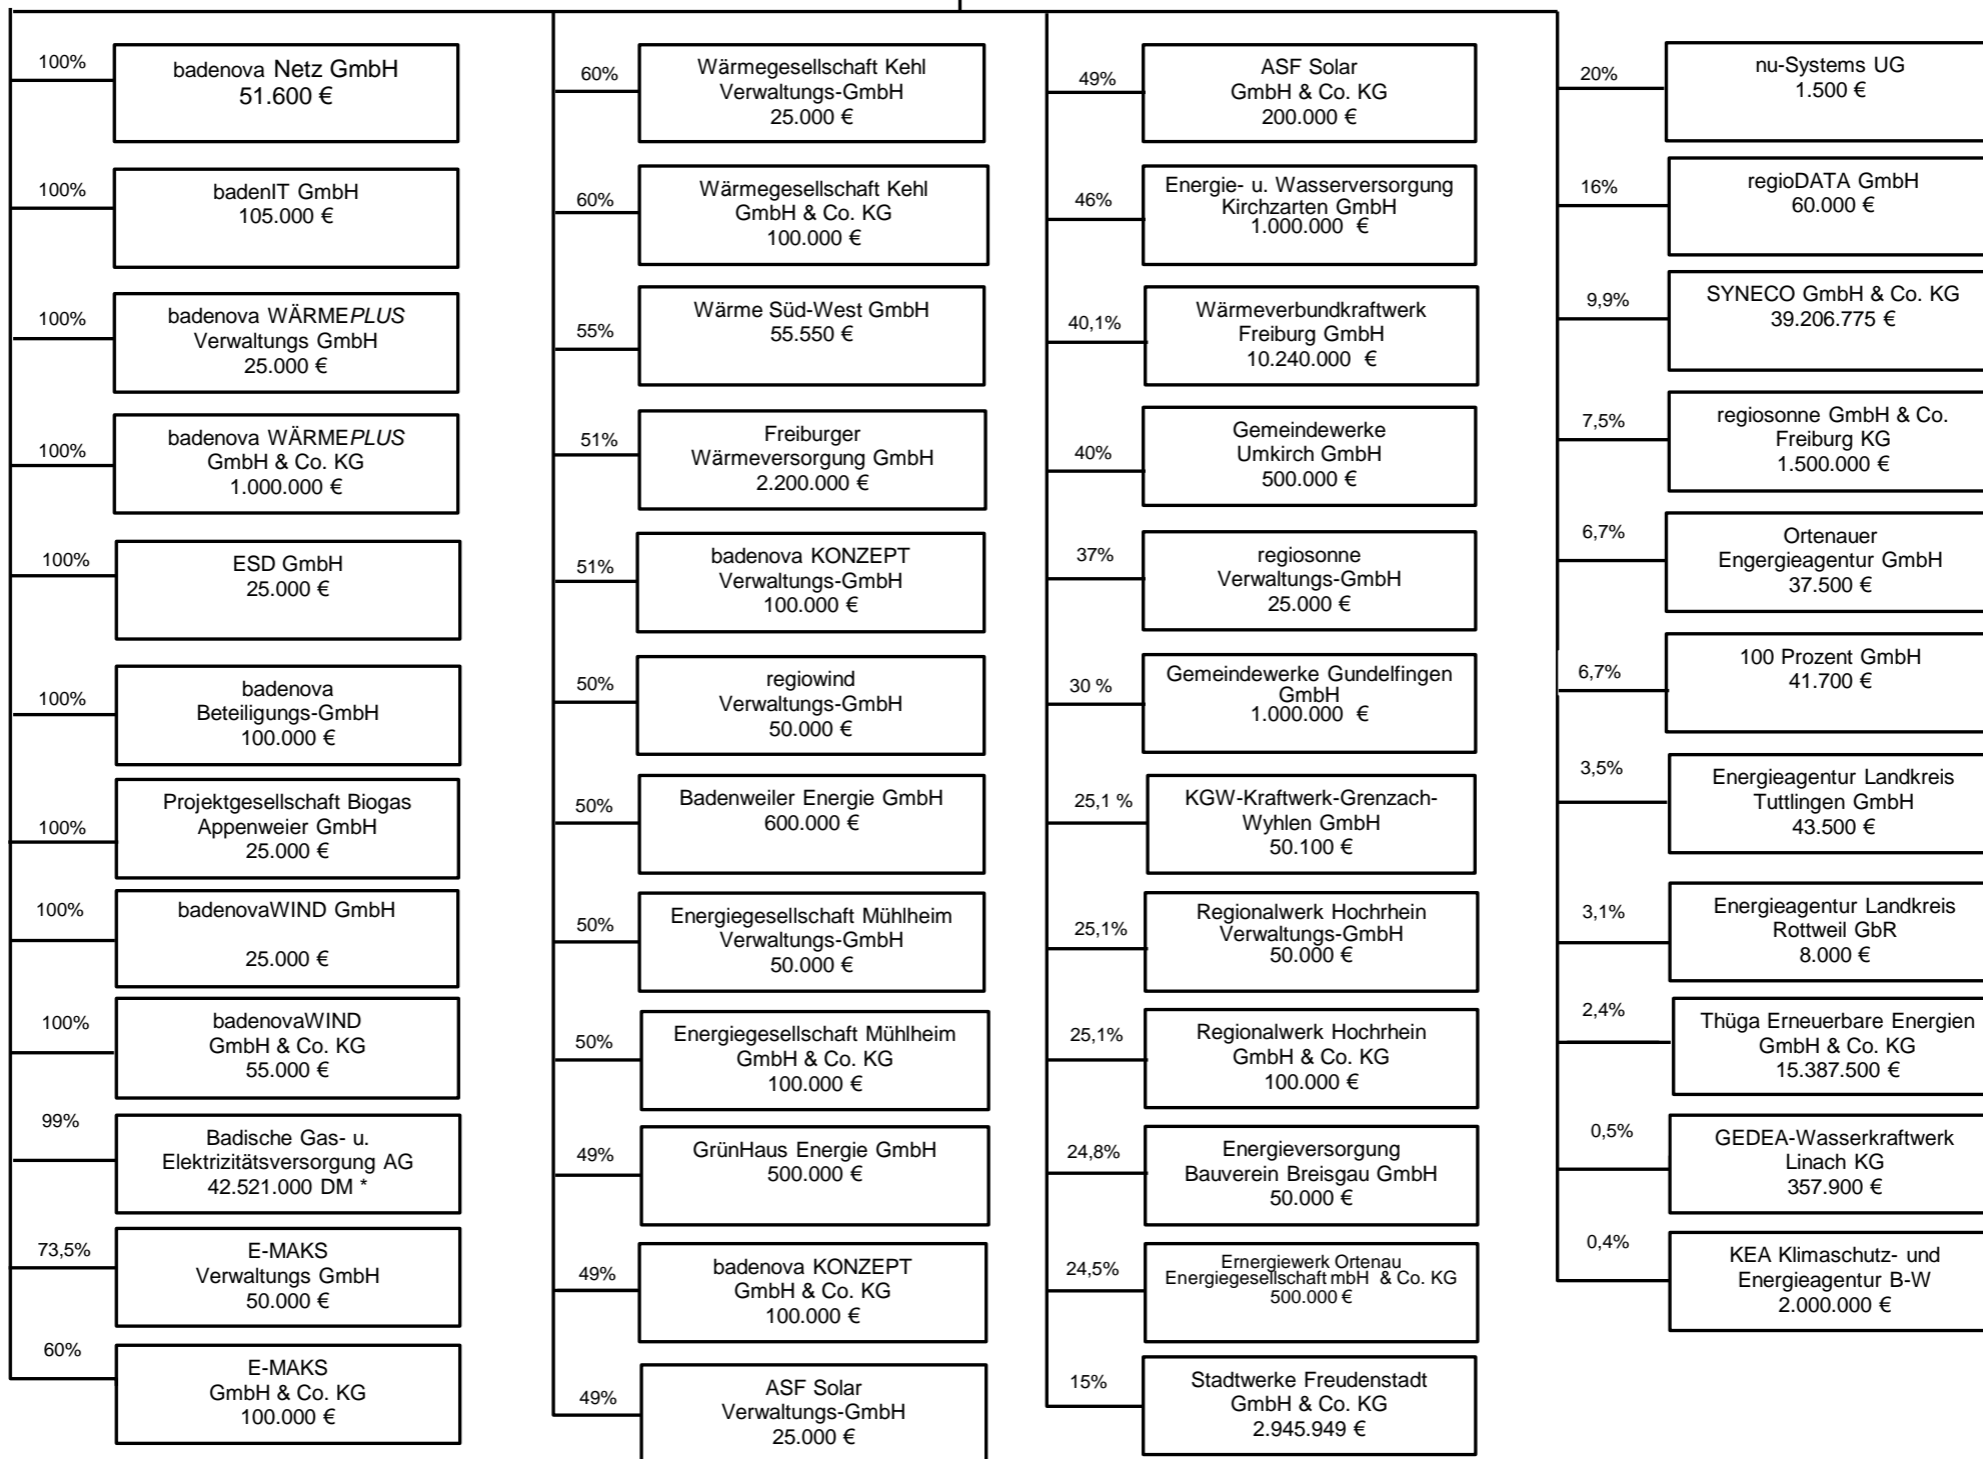 100%
badenova Netz GmbH
51.600 €
100%
badenIT GmbH
105.000 €
100%
badenova WÄRMEPLUS
Verwaltungs GmbH
25.000 €
100%
badenova WÄRMEPLUS
GmbH & Co. KG
1.000.000 €
100%
ESD GmbH
25.000 €
100%
badenova
Beteiligungs-GmbH
100.000 €
100%
Projektgesellschaft Biogas
Appenweier GmbH
25.000 €
100%
badenovaWIND GmbH
25.000 €
100%
badenovaWIND
GmbH & Co. KG
55.000 €
99%
Badische Gas- u.
Elektrizitätsversorgung AG
42.521.000 DM *
73,5%
E-MAKS
Verwaltungs GmbH
50.000 €
60%
E-MAKS
GmbH & Co. KG
100.000 €
60%
Wärmegesellschaft Kehl
Verwaltungs-GmbH
25.000 €
60%
Wärmegesellschaft Kehl
GmbH & Co. KG
100.000 €
55%
Wärme Süd-West GmbH
55.550 €
51%
Freiburger
Wärmeversorgung GmbH
2.200.000 €
51%
badenova KONZEPT
Verwaltungs-GmbH
100.000 €
50%
regiowind
Verwaltungs-GmbH
50.000 €
50%
Badenweiler Energie GmbH
600.000 €
50%
Energiegesellschaft Mühlheim
Verwaltungs-GmbH
50.000 €
50%
Energiegesellschaft Mühlheim
GmbH & Co. KG
100.000 €
49%
GrünHaus Energie GmbH
500.000 €
49%
badenova KONZEPT
GmbH & Co. KG
100.000 €
49%
ASF Solar
Verwaltungs-GmbH
25.000 €
49%
ASF Solar
GmbH & Co. KG
200.000 €
46%
Energie- u. Wasserversorgung
Kirchzarten GmbH
1.000.000 €
40,1%
Wärmeverbundkraftwerk
Freiburg GmbH
10.240.000 €
40%
Gemeindewerke
Umkirch GmbH
500.000 €
37%
regiosonne
Verwaltungs-GmbH
25.000 €
30 %
Gemeindewerke Gundelfingen
GmbH
1.000.000 €
25,1 %
KGW-Kraftwerk-Grenzach-
Wyhlen GmbH
50.100 €
25,1%
Regionalwerk Hochrhein
Verwaltungs-GmbH
50.000 €
25,1%
Regionalwerk Hochrhein
GmbH & Co. KG
100.000 €
24,8%
Energieversorgung
Bauverein Breisgau GmbH
50.000 €
24,5%
Ernergiewerk Ortenau
Energiegesellschaft mbH & Co. KG
500.000 €
15%
Stadtwerke Freudenstadt
GmbH & Co. KG
2.945.949 €
20%
nu-Systems UG
1.500 €
16%
regioDATA GmbH
60.000 €
9,9%
SYNECO GmbH & Co. KG
39.206.775 €
7,5%
regiosonne GmbH & Co.
Freiburg KG
1.500.000 €
6,7%
Ortenauer
Engergieagentur GmbH
37.500 €
6,7%
100 Prozent GmbH
41.700 €
3,5%
Energieagentur Landkreis
Tuttlingen GmbH
43.500 €
3,1%
Energieagentur Landkreis
Rottweil GbR
8.000 €
2,4%
Thüga Erneuerbare Energien
GmbH & Co. KG
15.387.500 €
0,5%
GEDEA-Wasserkraftwerk
Linach KG
357.900 €
0,4%
KEA Klimaschutz- und
Energieagentur B-W
2.000.000 €